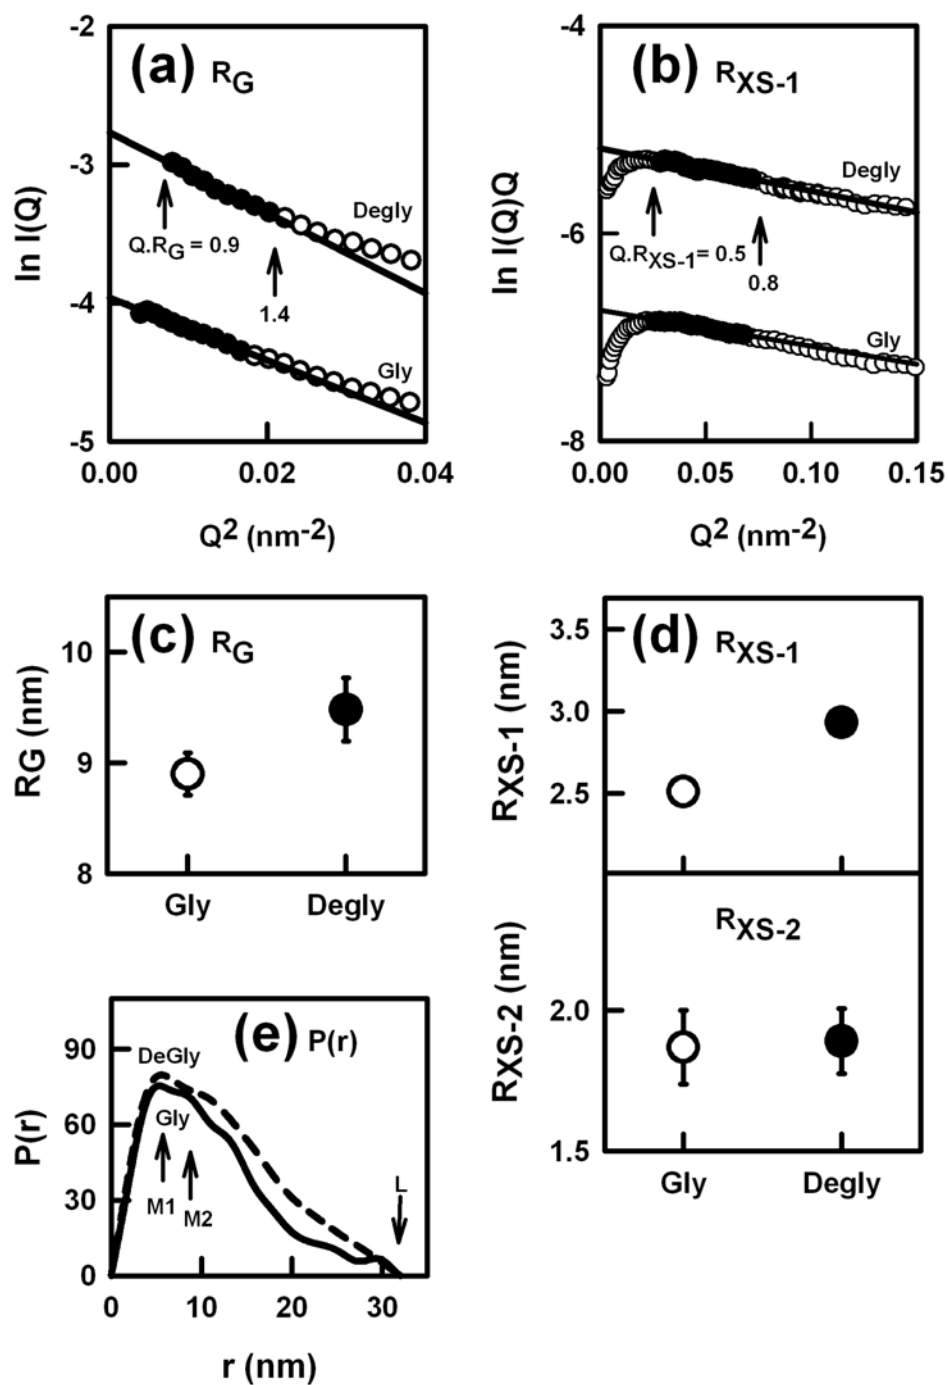 (a) RG
-2
-3
-4
-5
ln I(Q)
Degly
Q.RG = 0.9
1.4
Gly
0.00 0.02 0.04
Q2 (nm-2)
(b) RXS-1
-4
-6
-8
ln I(Q)Q
Degly
Q.RXS-1 = 0.5
0.8
Gly
0.00 0.05 0.10 0.15
Q2 (nm-2)
(c) RG
10
9
8
RG (nm)
Gly Degly
(d) RXS-1
3.5
3.0
2.5
RXS-1 (nm)
RXS-2
2.0
1.5
RXS-2 (nm)
Gly Degly
(e) P(r)
90
60
30
0
P(r)
DeGly
Gly
M1
M2
L
0 10 20 30
r (nm)